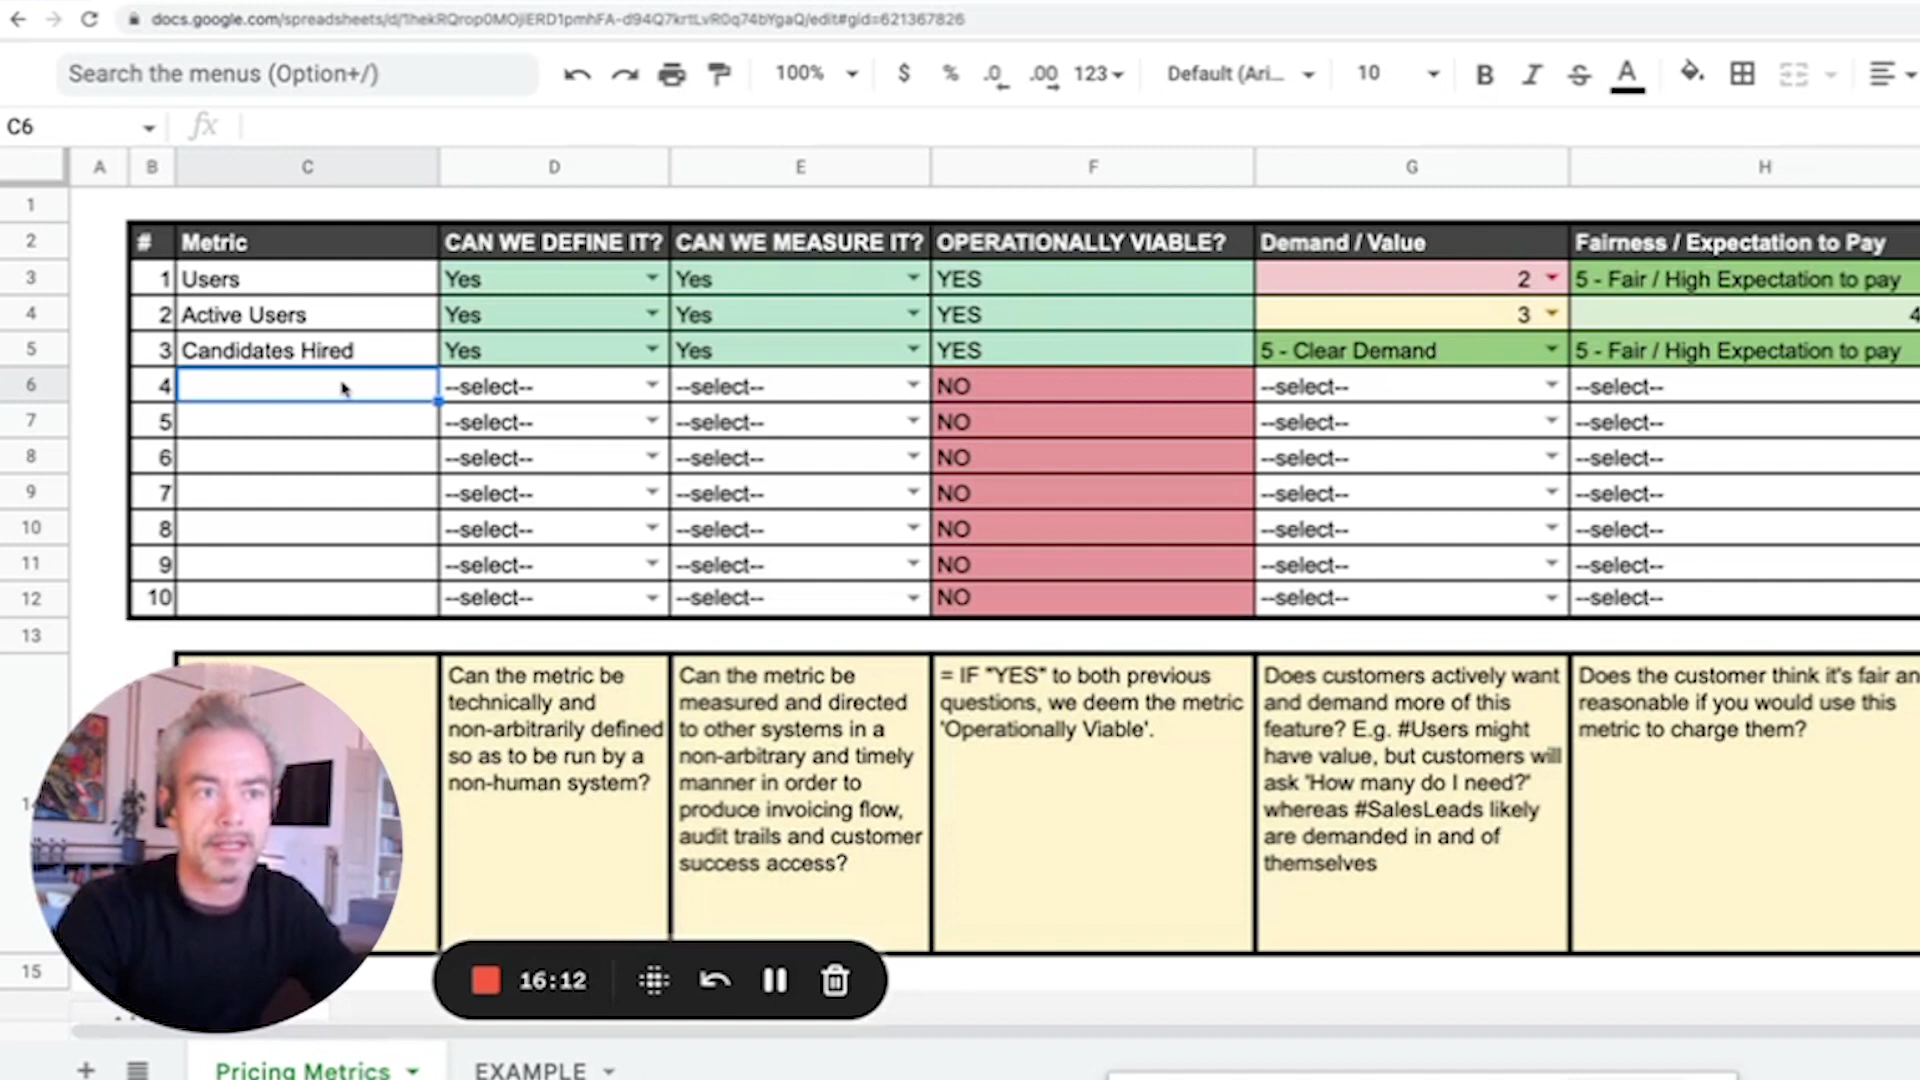 docs.google.com/spreadsheets/d/1hekRQrop0MOjlERD1pmhFA-d94Q7krtLvR0q74bYgaQ/edit#gid=621367826
Search the menus (Option+/) 100% $ % .0 .00 123 Default (Ari... 10 B I S A
C6 fx
A B C D E F G H
1
2 # Metric CAN WE DEFINE IT? CAN WE MEASURE IT? OPERATIONALLY VIABLE? Demand / Value Fairness / Expectation to Pay
3 1 Users Yes Yes YES 2 5 - Fair / High Expectation to pay
4 2 Active Users Yes Yes YES 3 4
5 3 Candidates Hired Yes Yes YES 5 - Clear Demand 5 - Fair / High Expectation to pay
6 4 --select-- --select-- NO --select-- --select--
7 5 --select-- --select-- NO --select-- --select--
8 6 --select-- --select-- NO --select-- --select--
9 7 --select-- --select-- NO --select-- --select--
10 8 --select-- --select-- NO --select-- --select--
11 9 --select-- --select-- NO --select-- --select--
12 10 --select-- --select-- NO --select-- --select--
13
Can the metric be
technically and
non-arbitrarily defined
so as to be run by a
non-human system?
Can the metric be
measured and directed
to other systems in a
non-arbitrary and timely
manner in order to
produce invoicing flow,
audit trails and customer
success access?
= IF "YES" to both previous
questions, we deem the metric
'Operationally Viable'.
Does customers actively want
and demand more of this
feature? E.g. #Users might
have value, but customers will
ask 'How many do I need?'
whereas #SalesLeads likely
are demanded in and of
themselves
Does the customer think it's fair an
reasonable if you would use this
metric to charge them?
15
16:12
+ Pricing Metrics EXAMPLE